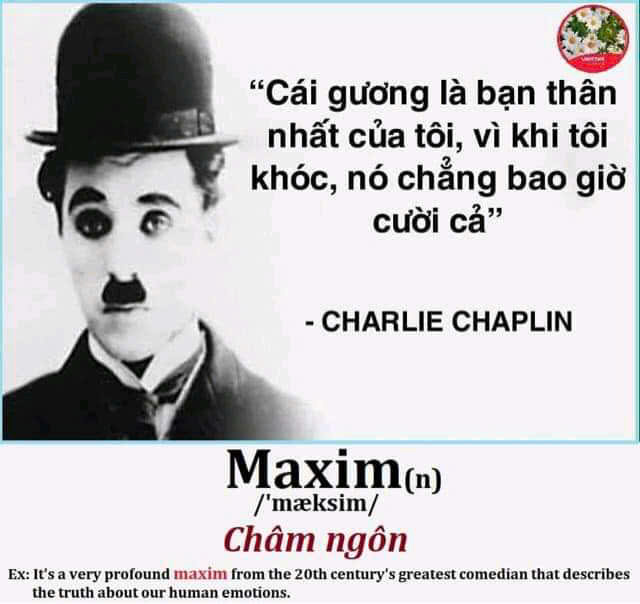 “Cái gương là bạn thân
nhất của tôi, vì khi tôi
khóc, nó chẳng bao giờ
cười cả”
- CHARLIE CHAPLIN
Maxim(n)
/'mæksim/
Châm ngôn
Ex: It's a very profound maxim from the 20th century's greatest comedian that describes
the truth about our human emotions.